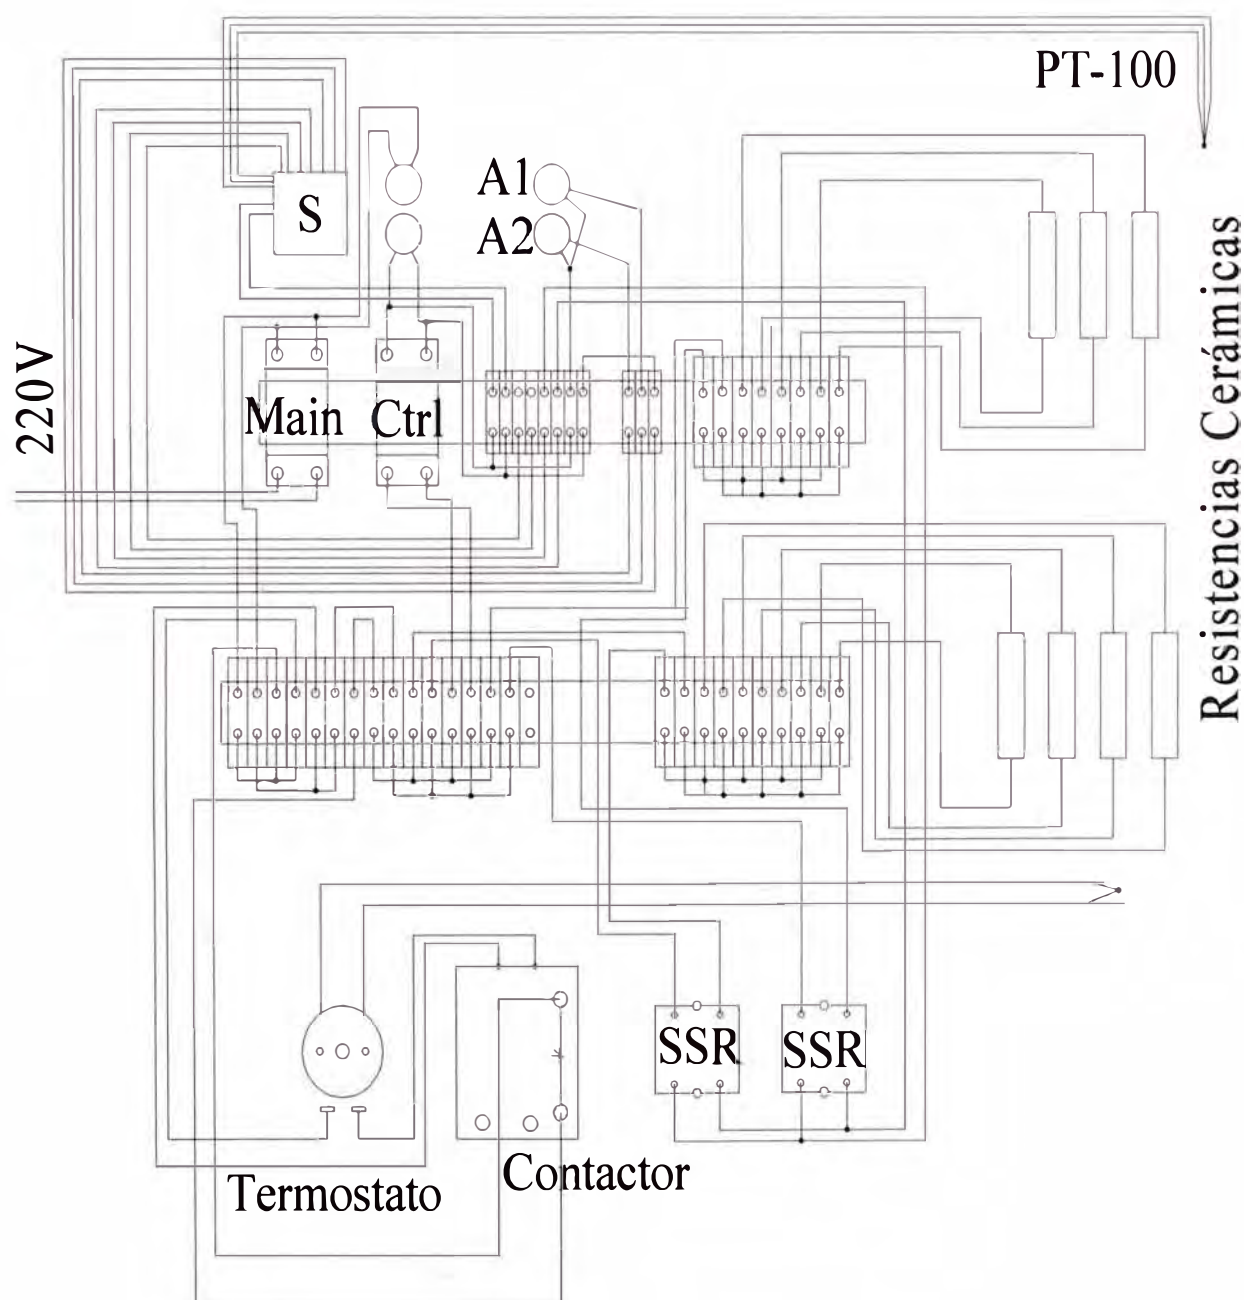 PT-100
S
A1
A2
220V
Main
Ctrl
Resistencias Cerámicas
SSR
SSR
Termostato
Contactor